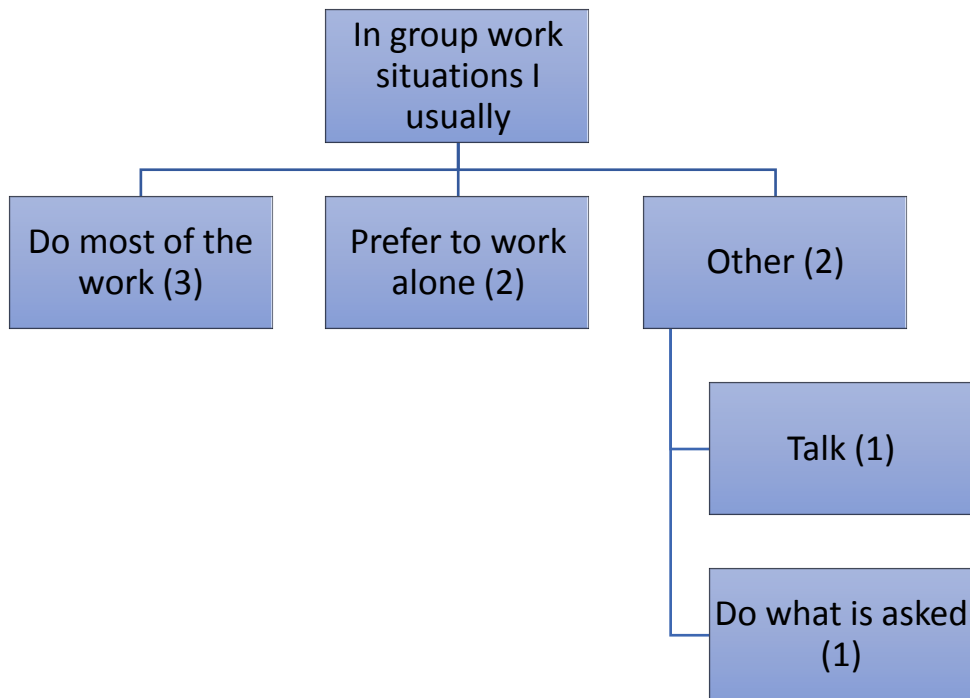 In group work
situations I
usually
Do most of the
work (3)
Prefer to work
alone (2)
Other (2)
Talk (1)
Do what is asked
(1)